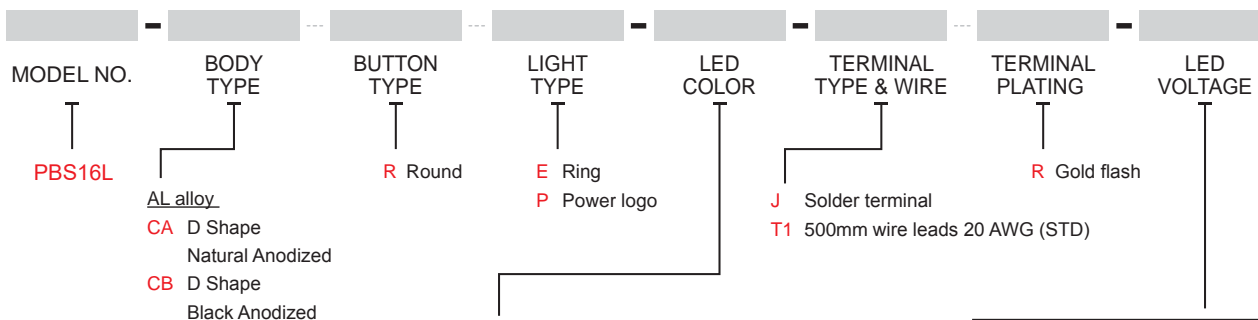 MODEL NO.
BODY
TYPE
BUTTON
TYPE
LIGHT
TYPE
LED
COLOR
TERMINAL
TYPE & WIRE
TERMINAL
PLATING
LED
VOLTAGE
PBS16L
AL alloy
CA D Shape
Natural Anodized
CB D Shape
Black Anodized
R Round
E Ring
P Power logo
J Solder terminal
T1 500mm wire leads 20 AWG (STD)
R Gold flash